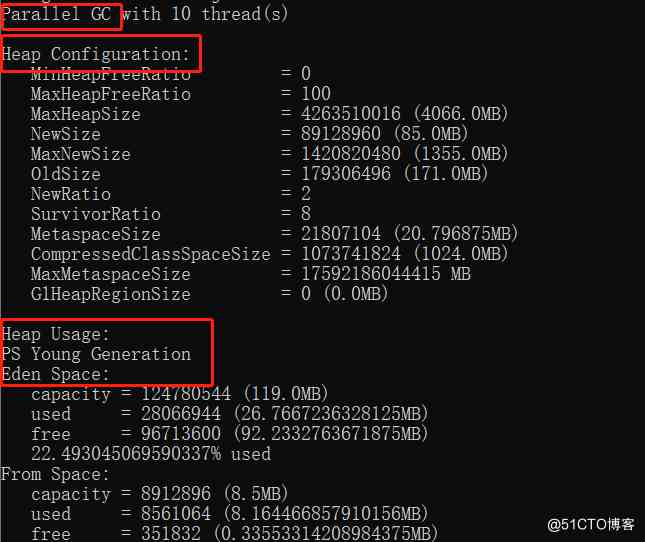 Parallel GC with 10 thread(s)
Heap Configuration:
MinHeapFreeRatio = 0
MaxHeapFreeRatio = 100
MaxHeapSize = 4263510016 (4066.0MB)
NewSize = 89128960 (85.0MB)
MaxNewSize = 1420820480 (1355.0MB)
OldSize = 179306496 (171.0MB)
NewRatio = 2
SurvivorRatio = 8
MetaspaceSize = 21807104 (20.796875MB)
CompressedClassSpaceSize = 1073741824 (1024.0MB)
MaxMetaspaceSize = 17592186044415 MB
G1HeapRegionSize = 0 (0.0MB)
Heap Usage:
PS Young Generation
Eden Space:
capacity = 124780544 (119.0MB)
used = 28066944 (26.7667236328125MB)
free = 96713600 (92.2332763671875MB)
22.493045069590337% used
From Space:
capacity = 8912896 (8.5MB)
used = 8561064 (8.164466857910156MB)
free = 351832 (0.33553314208984375MB)
@51CTO博客